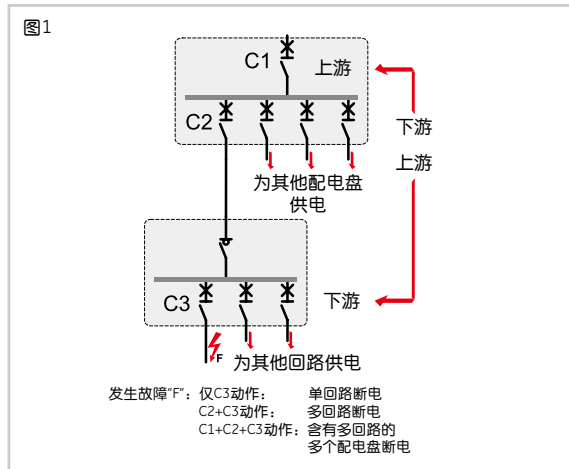 图1
C1
上游
C2
下游
上游
为其他配电盘
供电
C3
下游
F
为其他回路供电
发生故障"F"：仅C3动作： 单回路断电
C2+C3动作： 多回路断电
C1+C2+C3动作： 含有多回路的
多个配电盘断电